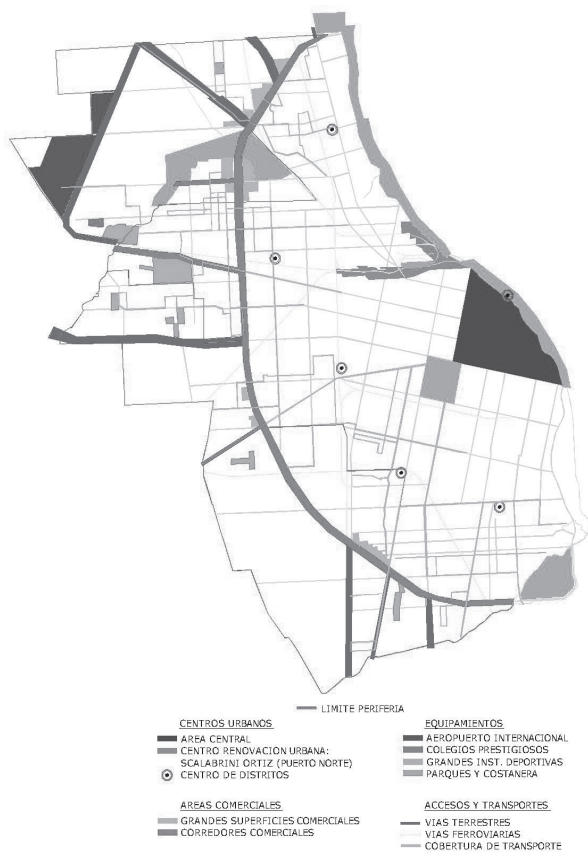 LIMITE PERIFERIA
CENTROS URBANOS
AREA CENTRAL
CENTRO RENOVACION URBANA:
SCALABRINI ORTIZ (PUERTO NORTE)
CENTRO DE DISTRITOS
EQUIPAMIENTOS
AEROPUERTO INTERNACIONAL
COLEGIOS PRESTIGIOSOS
GRANDES INST. DEPORTIVAS
PARQUES Y COSTANERA
AREAS COMERCIALES
GRANDES SUPERFICIES COMERCIALES
CORREDORES COMERCIALES
ACCESOS Y TRANSPORTES
VIAS TERRESTRES
VIAS FERROVIARIAS
COBERTURA DE TRANSPORTE